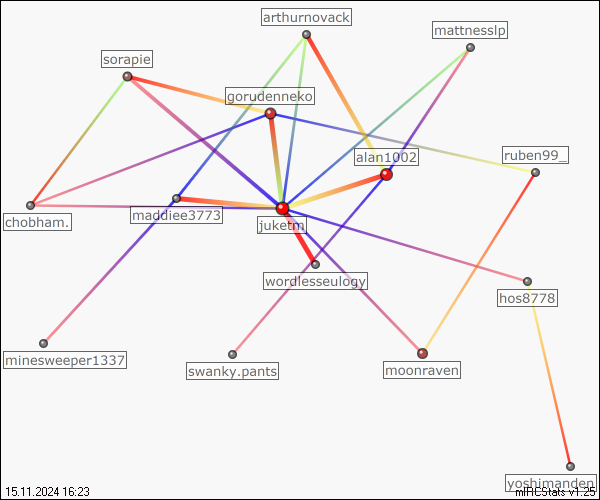 arthurnovack
mattnesslp
sorapie
gorudenneko
alan1002
ruben99_
chobham.
maddiee3773
juketm
wordlesseulogy
hos8778
minesweeper1337
swanky.pants
moonraven
yoshimanden
15.11.2024 16:23
mIRCStats v1.25